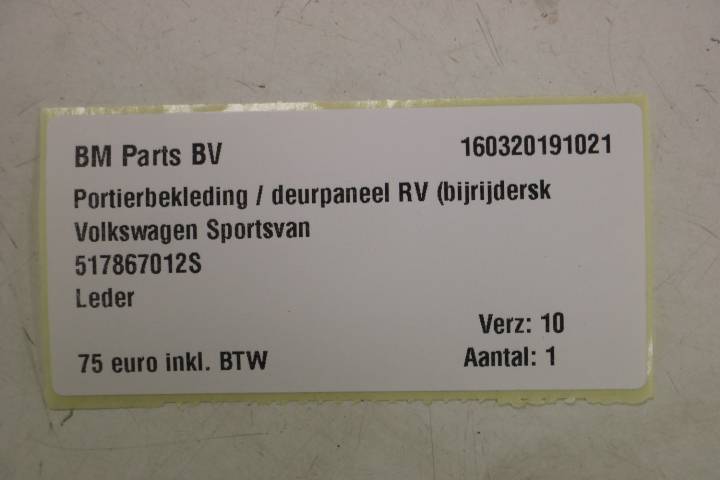 BM Parts BV 160320191021
Portierbekleding / deurpaneel RV (bijrijdersk
Volkswagen Sportsvan
517867012S
Leder
Verz: 10
75 euro inkl. BTW Aantal: 1